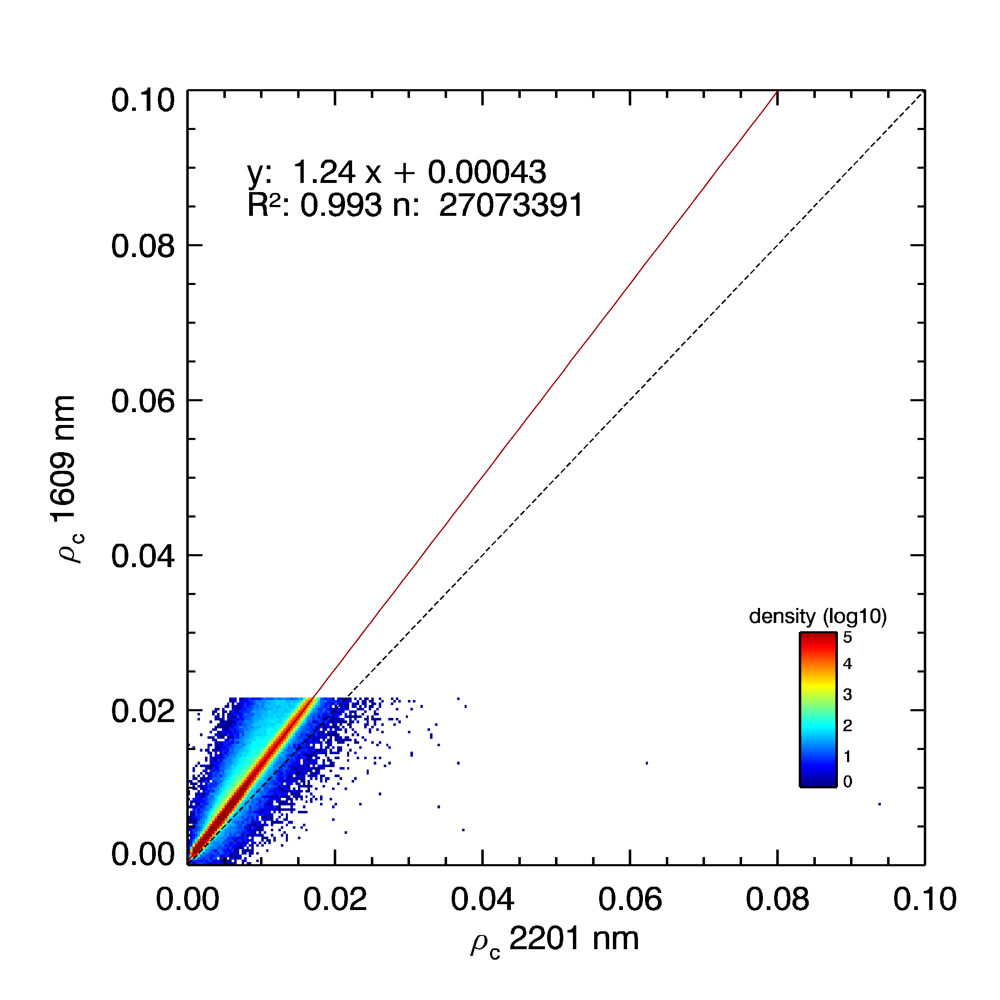 y: 1.24 x + 0.00043
R²: 0.993 n: 27073391
0.10
0.08
0.06
0.04
0.02
0.00
ρc 1609 nm
density (log10)
5
4
3
2
1
0
0.00 0.02 0.04 0.06 0.08 0.10
ρc 2201 nm